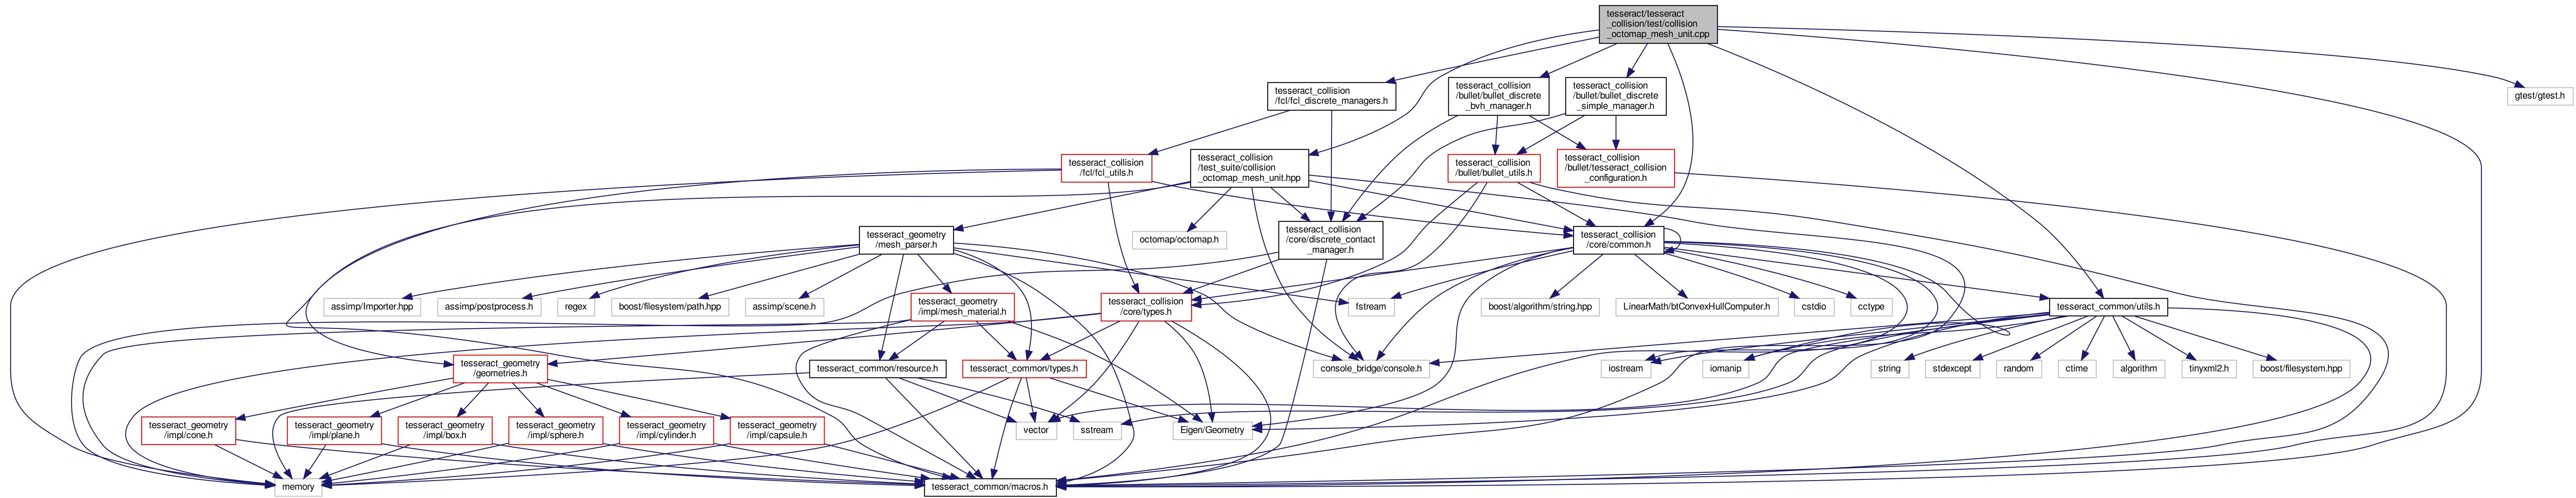 tesseract/tesseract
_collision/test/collision
_octomap_mesh_unit.cpp
tesseract_collision
/fcl/fcl_discrete_managers.h
tesseract_collision
/bullet/bullet_discrete
_bvh_manager.h
tesseract_collision
/bullet/bullet_discrete
_simple_manager.h
gtest/gtest.h
tesseract_collision
/fcl/fcl_utils.h
tesseract_collision
/test_suite/collision
_octomap_mesh_unit.hpp
tesseract_collision
/bullet/bullet_utils.h
tesseract_collision
/bullet/tesseract_collision
_configuration.h
tesseract_geometry
/mesh_parser.h
octomap/octomap.h
tesseract_collision
/core/discrete_contact
_manager.h
tesseract_collision
/core/common.h
assimp/Importer.hpp
assimp/postprocess.h
regex
boost/filesystem/path.hpp
assimp/scene.h
tesseract_geometry
/impl/mesh_material.h
tesseract_collision
/core/types.h
fstream
boost/algorithm/string.hpp
LinearMath/btConvexHullComputer.h
cstdio
cctype
tesseract_common/utils.h
tesseract_geometry
/geometries.h
tesseract_common/resource.h
tesseract_common/types.h
console_bridge/console.h
iostream
iomanip
string
stdexcept
random
ctime
algorithm
tinyxml2.h
boost/filesystem.hpp
tesseract_geometry
/impl/cone.h
tesseract_geometry
/impl/plane.h
tesseract_geometry
/impl/box.h
tesseract_geometry
/impl/sphere.h
tesseract_geometry
/impl/cylinder.h
tesseract_geometry
/impl/capsule.h
vector
sstream
Eigen/Geometry
memory
tesseract_common/macros.h